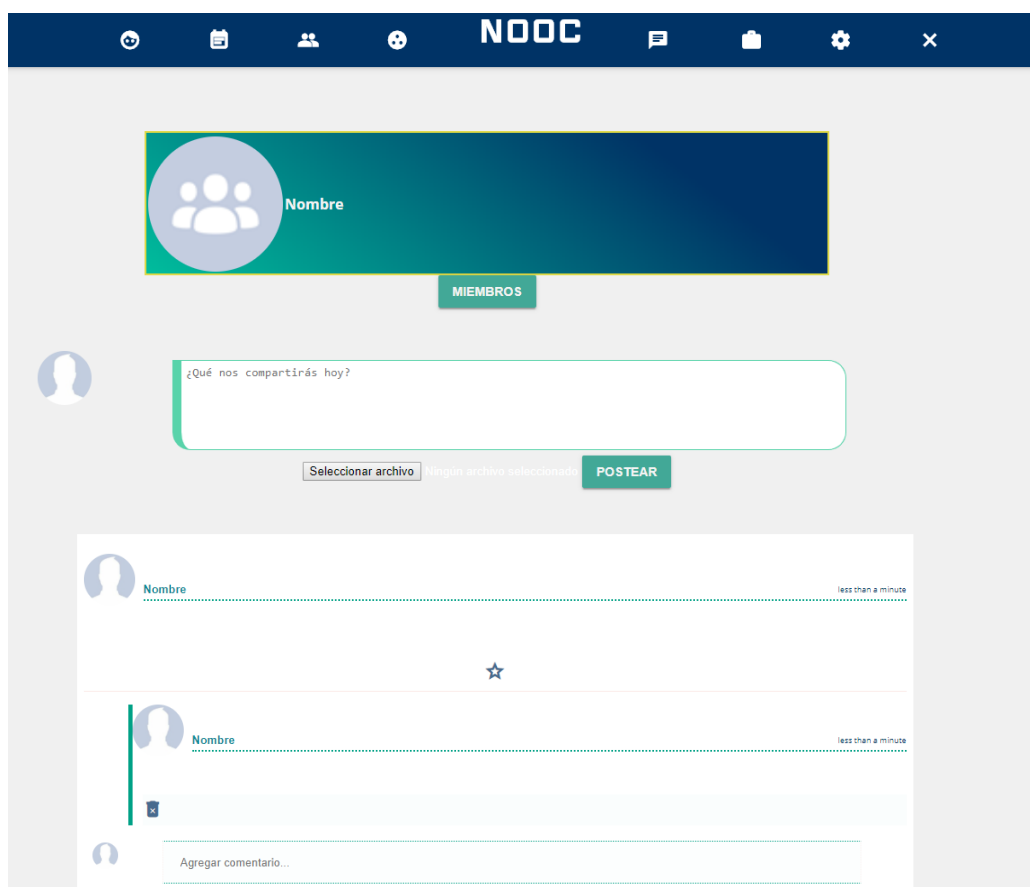 NOOC
Nombre
MIEMBROS
¿Qué nos compartirás hoy?
Seleccionar archivo Ningún archivo seleccionado POSTEAR
Nombre less than a minute
Nombre less than a minute
Agregar comentario...